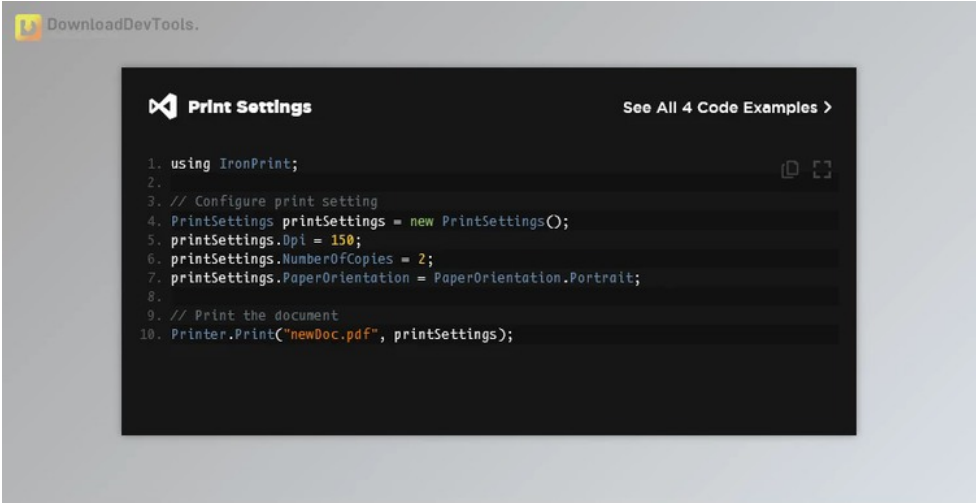 DownloadDevTools.
Print Settings
See All 4 Code Examples >
1. using IronPrint;
2.
3. // Configure print setting
4. PrintSettings printSettings = new PrintSettings();
5. printSettings.Dpi = 150;
6. printSettings.NumberOfCopies = 2;
7. printSettings.PaperOrientation = PaperOrientation.Portrait;
8.
9. // Print the document
10. Printer.Print("newDoc.pdf", printSettings);